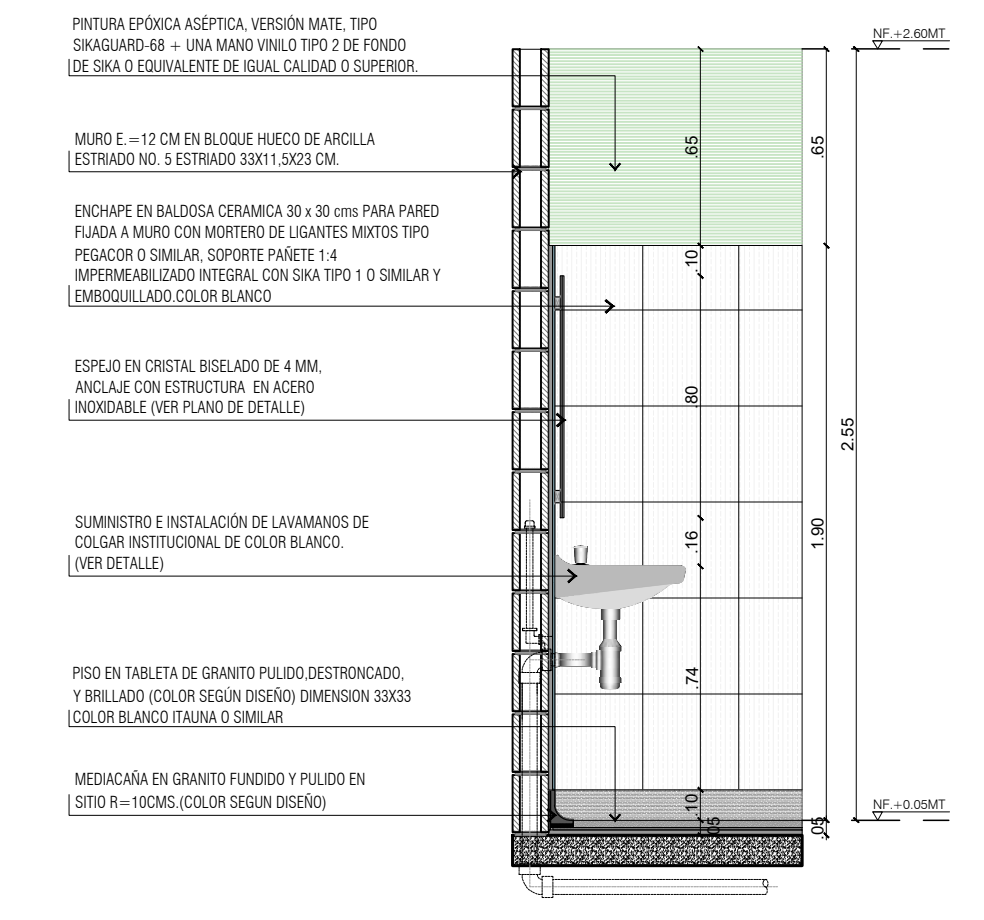 PINTURA EPÓXICA ASÉPTICA, VERSIÓN MATE, TIPO
SIKAGUARD-68 + UNA MANO VINILO TIPO 2 DE FONDO
DE SIKA O EQUIVALENTE DE IGUAL CALIDAD O SUPERIOR.
MURO E.=12 CM EN BLOQUE HUECO DE ARCILLA
ESTRIADO NO. 5 ESTRIADO 33X11,5X23 CM.
ENCHAPE EN BALDOSA CERAMICA 30 x 30 cms PARA PARED
FIJADA A MURO CON MORTERO DE LIGANTES MIXTOS TIPO
PEGACOR O SIMILAR, SOPORTE PAÑETE 1:4
IMPERMEABILIZADO INTEGRAL CON SIKA TIPO 1 O SIMILAR Y
EMBOQUILLADO.COLOR BLANCO
ESPEJO EN CRISTAL BISELADO DE 4 MM,
ANCLAJE CON ESTRUCTURA EN ACERO
INOXIDABLE (VER PLANO DE DETALLE)
SUMINISTRO E INSTALACIÓN DE LAVAMANOS DE
COLGAR INSTITUCIONAL DE COLOR BLANCO.
(VER DETALLE)
PISO EN TABLETA DE GRANITO PULIDO,DESTRONCADO,
Y BRILLADO (COLOR SEGÚN DISEÑO) DIMENSION 33X33
COLOR BLANCO ITAUNA O SIMILAR
MEDIACAÑA EN GRANITO FUNDIDO Y PULIDO EN
SITIO R=10CMS.(COLOR SEGUN DISEÑO)
.65
.10
.80
.16
.74
.10
.05
.65
1.90
.05
2.55
NF.+2.60MT
NF.+0.05MT